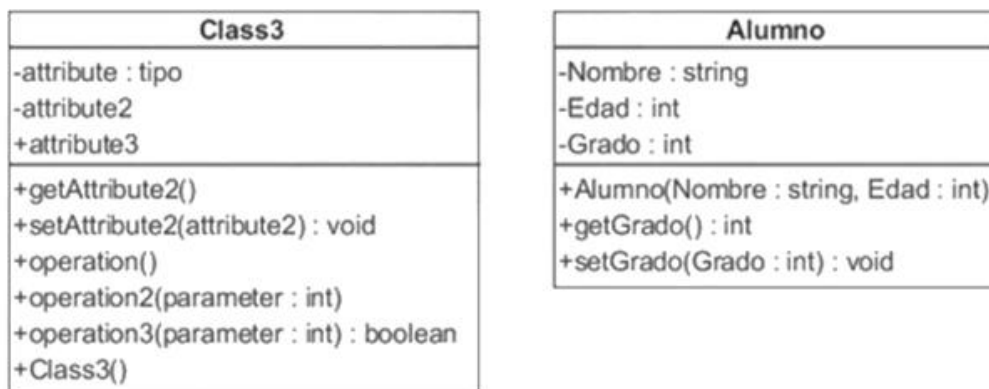 Class3
-attribute : tipo
-attribute2
+attribute3
+getAttribute2()
+setAttribute2(attribute2) : void
+operation()
+operation2(parameter : int)
+operation3(parameter : int) : boolean
+Class3()
Alumno
-Nombre : string
-Edad : int
-Grado : int
+Alumno(Nombre : string, Edad : int)
+getGrado() : int
+setGrado(Grado : int) : void